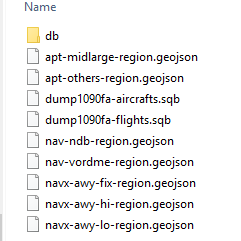 Name
db
apt-midlarge-region.geojson
apt-others-region.geojson
dump1090fa-aircrafts.sqb
dump1090fa-flights.sqb
nav-ndb-region.geojson
nav-vordme-region.geojson
navx-awy-fix-region.geojson
navx-awy-hi-region.geojson
navx-awy-lo-region.geojson